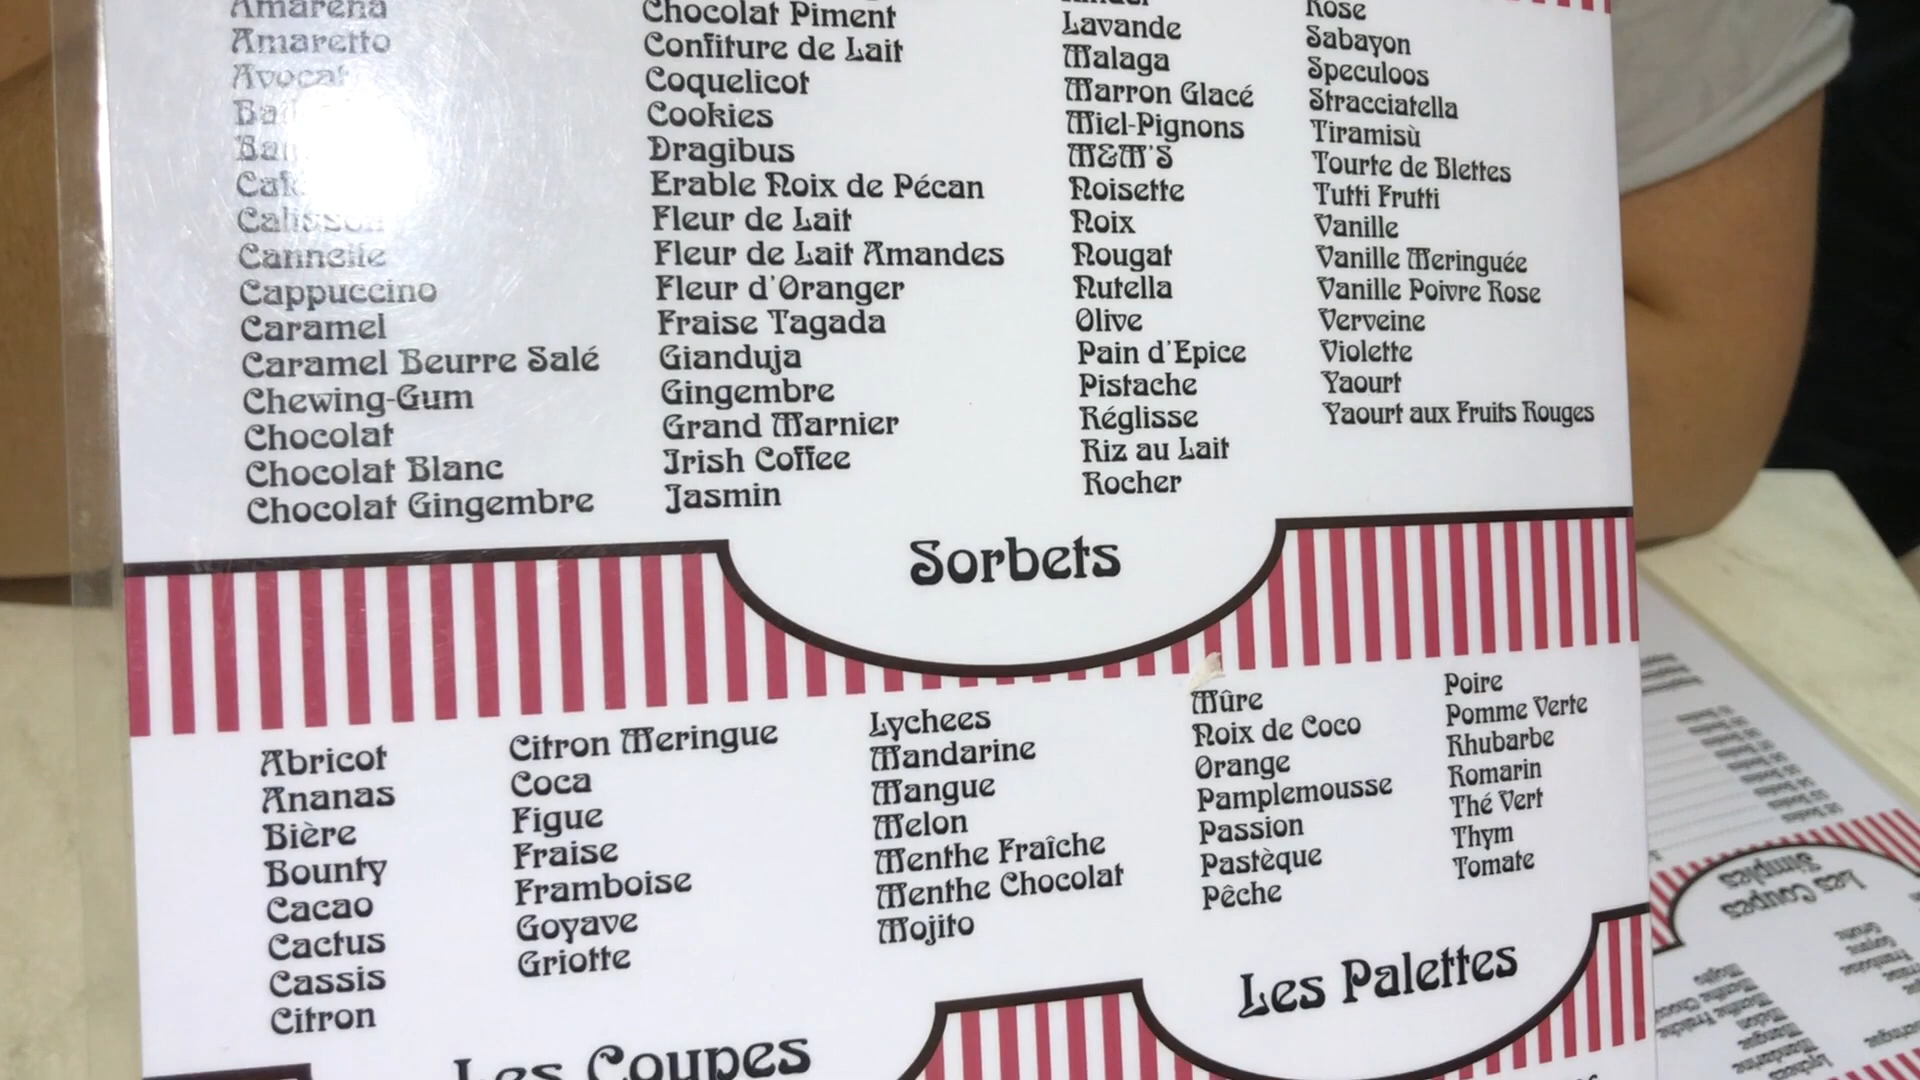 Amarena
Amaretto
Avocat
Calisson
Cannelle
Cappuccino
Caramel
Caramel Beurre Salé
Chewing-Gum
Chocolat
Chocolat Blanc
Chocolat Gingembre
Chocolat Piment
Confiture de Lait
Coquelicot
Cookies
Dragibus
Erable Noix de Pécan
Fleur de Lait
Fleur de Lait Amandes
Fleur d'Oranger
Fraise Tagada
Gianduja
Gingembre
Grand Marnier
Irish Coffee
Jasmin
Lavande
Malaga
Marron Glacé
Miel-Pignons
M&M'S
Noisette
Noix
Nougat
Nutella
Olive
Pain d'Epice
Pistache
Réglisse
Riz au Lait
Rocher
Rose
Sabayon
Speculoos
Stracciatella
Tiramisù
Tourte de Blettes
Tutti Frutti
Vanille
Vanille Meringuée
Vanille Poivre Rose
Verveine
Violette
Yaourt
Yaourt aux Fruits Rouges
Sorbets
Abricot
Ananas
Bière
Bounty
Cacao
Cactus
Cassis
Citron
Citron Meringue
Coca
Figue
Fraise
Framboise
Goyave
Griotte
Lychees
Mandarine
Mangue
Melon
Menthe Fraîche
Menthe Chocolat
Mojito
Mûre
Noix de Coco
Orange
Pamplemousse
Passion
Pastèque
Pêche
Poire
Pomme Verte
Rhubarbe
Romarin
Thé Vert
Thym
Tomate
Les Coupes
Les Palettes
Les Coupes
Simples